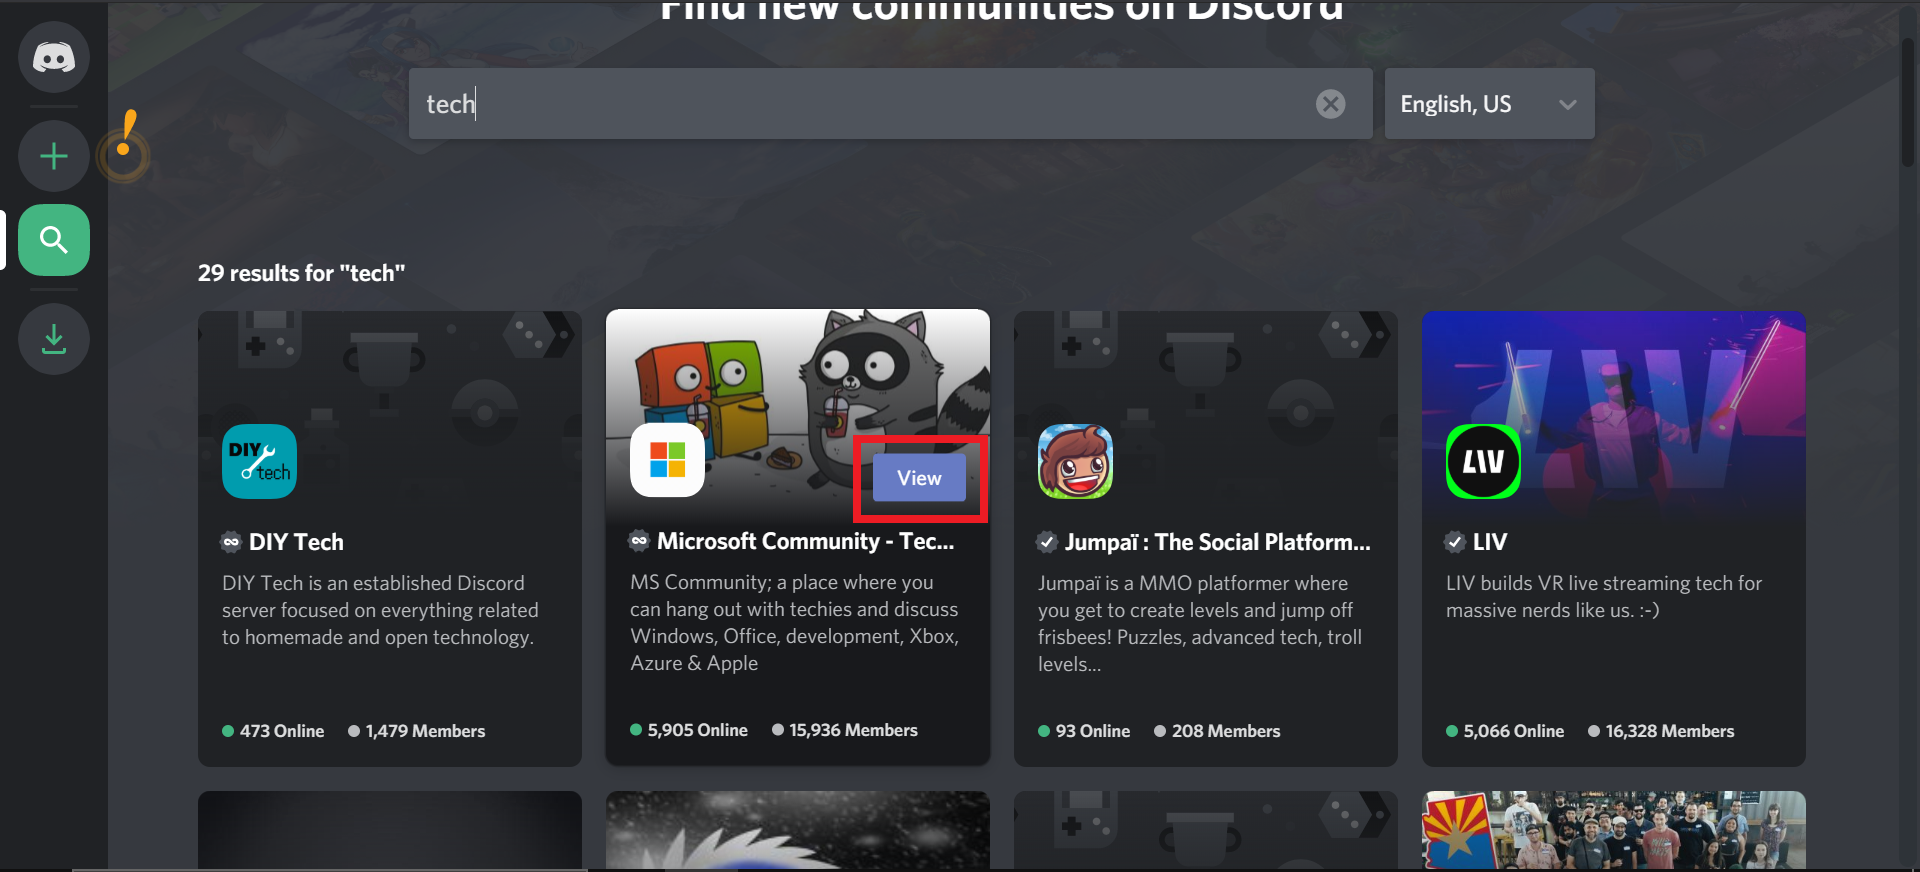 Find new communities on Discord
tech
English, US
29 results for "tech"
DIY
tech
DIY Tech
DIY Tech is an established Discord
server focused on everything related
to homemade and open technology.
473 Online
1,479 Members
View
Microsoft Community - Tec...
MS Community; a place where you
can hang out with techies and discuss
Windows, Office, development, Xbox,
Azure & Apple
5,905 Online
15,936 Members
Jumpaï : The Social Platform...
Jumpaï is a MMO platformer where
you get to create levels and jump off
frisbees! Puzzles, advanced tech, troll
levels...
93 Online
208 Members
LIV
LIV
LIV
LIV builds VR live streaming tech for
massive nerds like us. :-)
5,066 Online
16,328 Members